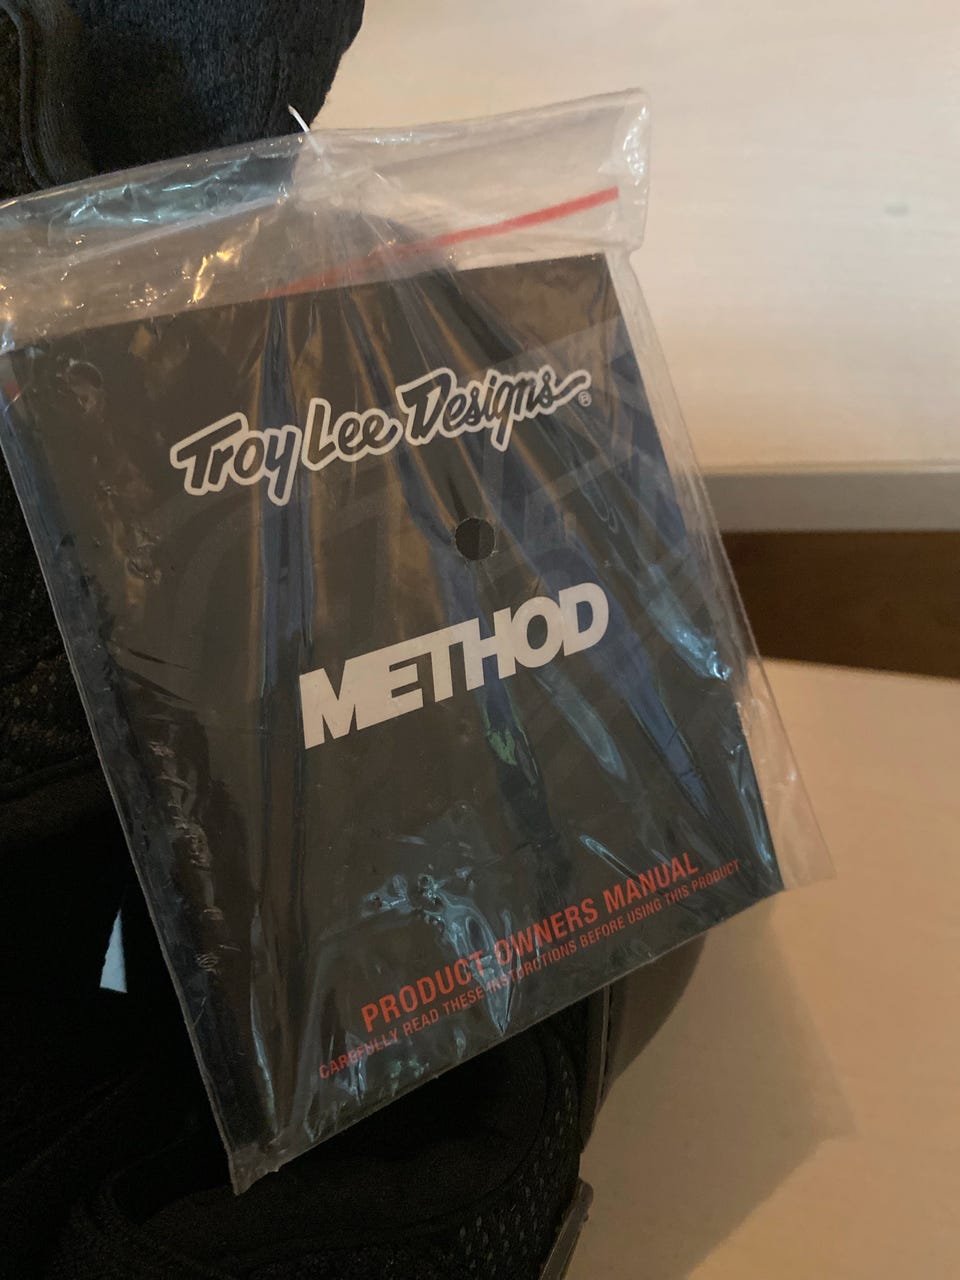 Troy Lee Designs®
METHOD
PRODUCT OWNERS MANUAL
CAREFULLY READ THESE INSTRUCTIONS BEFORE USING THIS PRODUCT